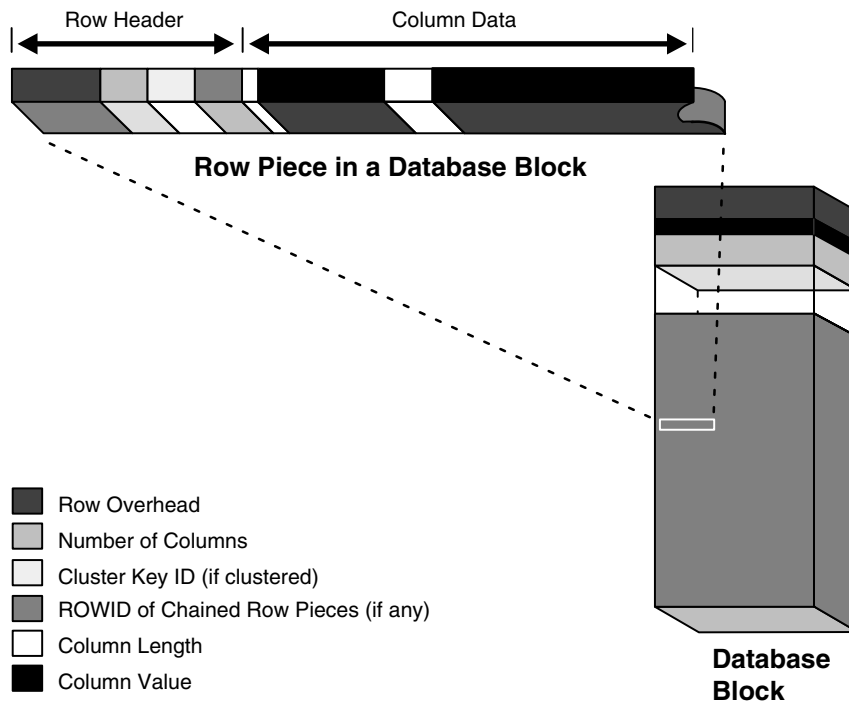 Row Header
Column Data
Row Piece in a Database Block
Row Overhead
Number of Columns
Cluster Key ID (if clustered)
ROWID of Chained Row Pieces (if any)
Column Length
Column Value
Database
Block